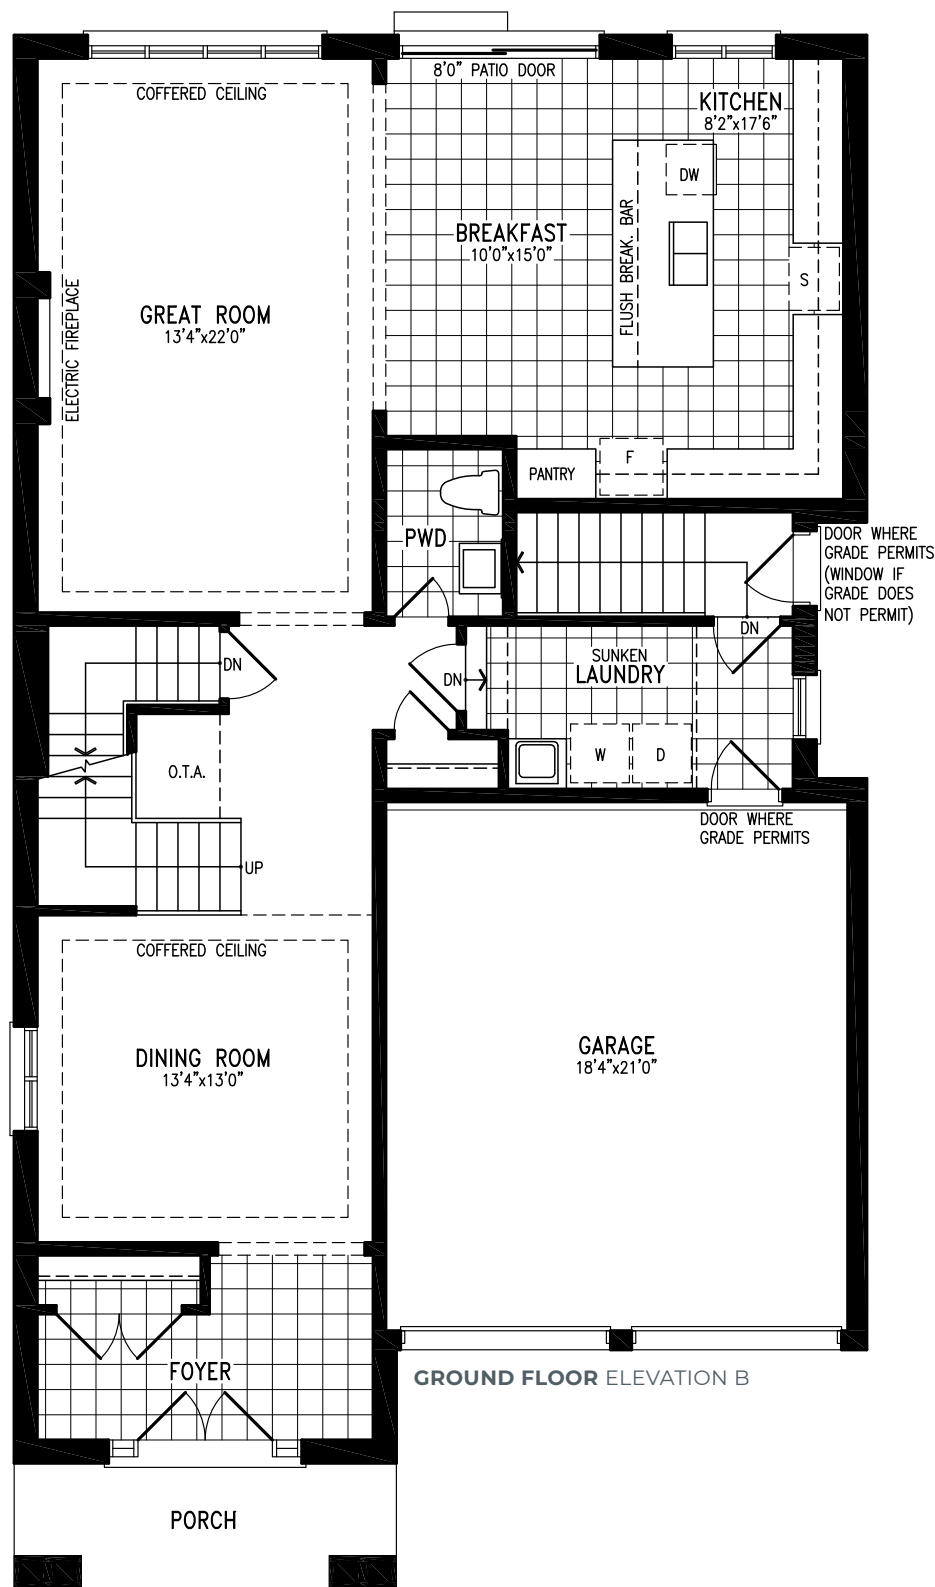 8'0" PATIO DOOR
COFFERED CEILING
KITCHEN
8'2"x17'6"
DW
BREAKFAST
10'0"x15'0"
FLUSH BREAK. BAR
S
ELECTRIC FIREPLACE
GREAT ROOM
13'4"x22'0"
F
PANTRY
PWD
DOOR WHERE
GRADE PERMITS
(WINDOW IF
GRADE DOES
NOT PERMIT)
DN
SUNKEN
LAUNDRY
DN
DN
W
D
O.T.A.
DOOR WHERE
GRADE PERMITS
UP
COFFERED CEILING
DINING ROOM
13'4"x13'0"
GARAGE
18'4"x21'0"
FOYER
GROUND FLOOR ELEVATION B
PORCH